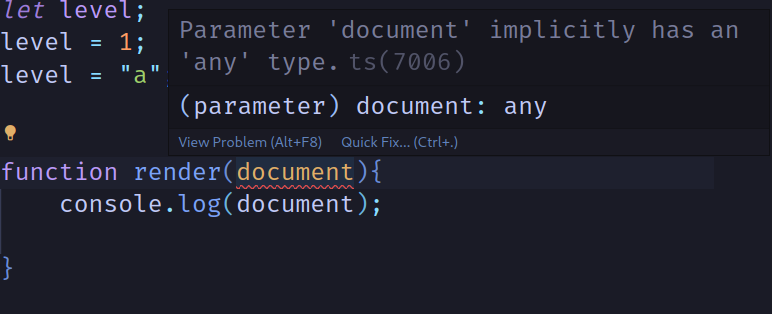 let level;
level = 1;
level = "a";
Parameter 'document' implicitly has an
'any' type. ts(7006)
(parameter) document: any
View Problem (Alt+F8) Quick Fix... (Ctrl+.)
function render(document){
console.log(document);
}